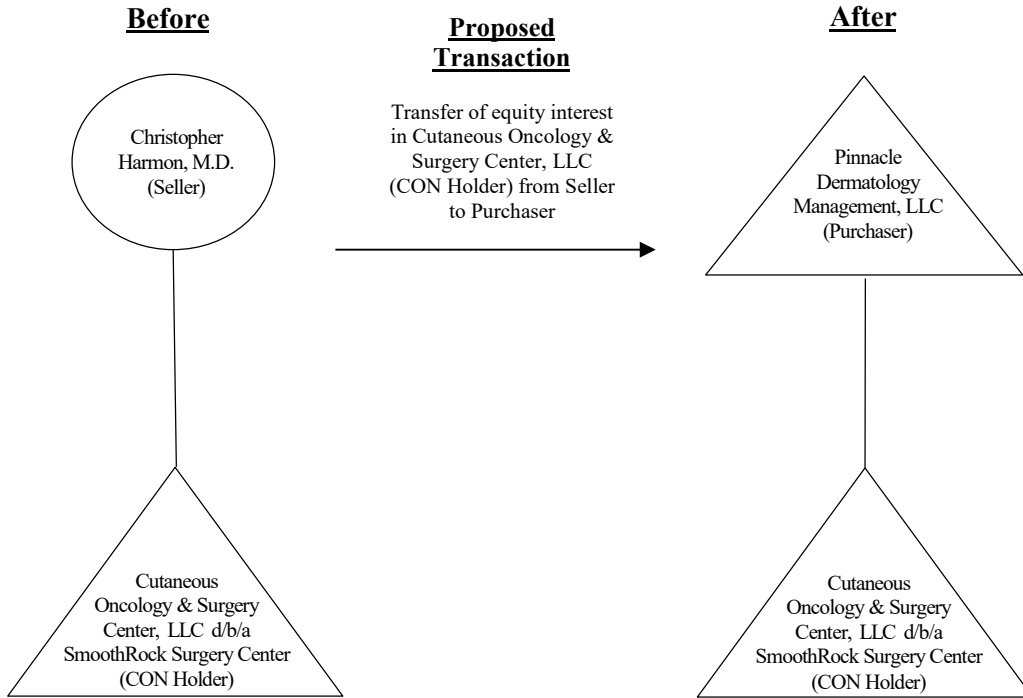 Before
Christopher
Harmon, M.D.
(Seller)
Cutaneous
Oncology & Surgery
Center, LLC d/b/a
SmoothRock Surgery Center
(CON Holder)
Proposed
Transaction
Transfer of equity interest
in Cutaneous Oncology &
Surgery Center, LLC
(CON Holder) from Seller
to Purchaser
After
Pinnacle
Dermatology
Management, LLC
(Purchaser)
Cutaneous
Oncology & Surgery
Center, LLC d/b/a
SmoothRock Surgery Center
(CON Holder)